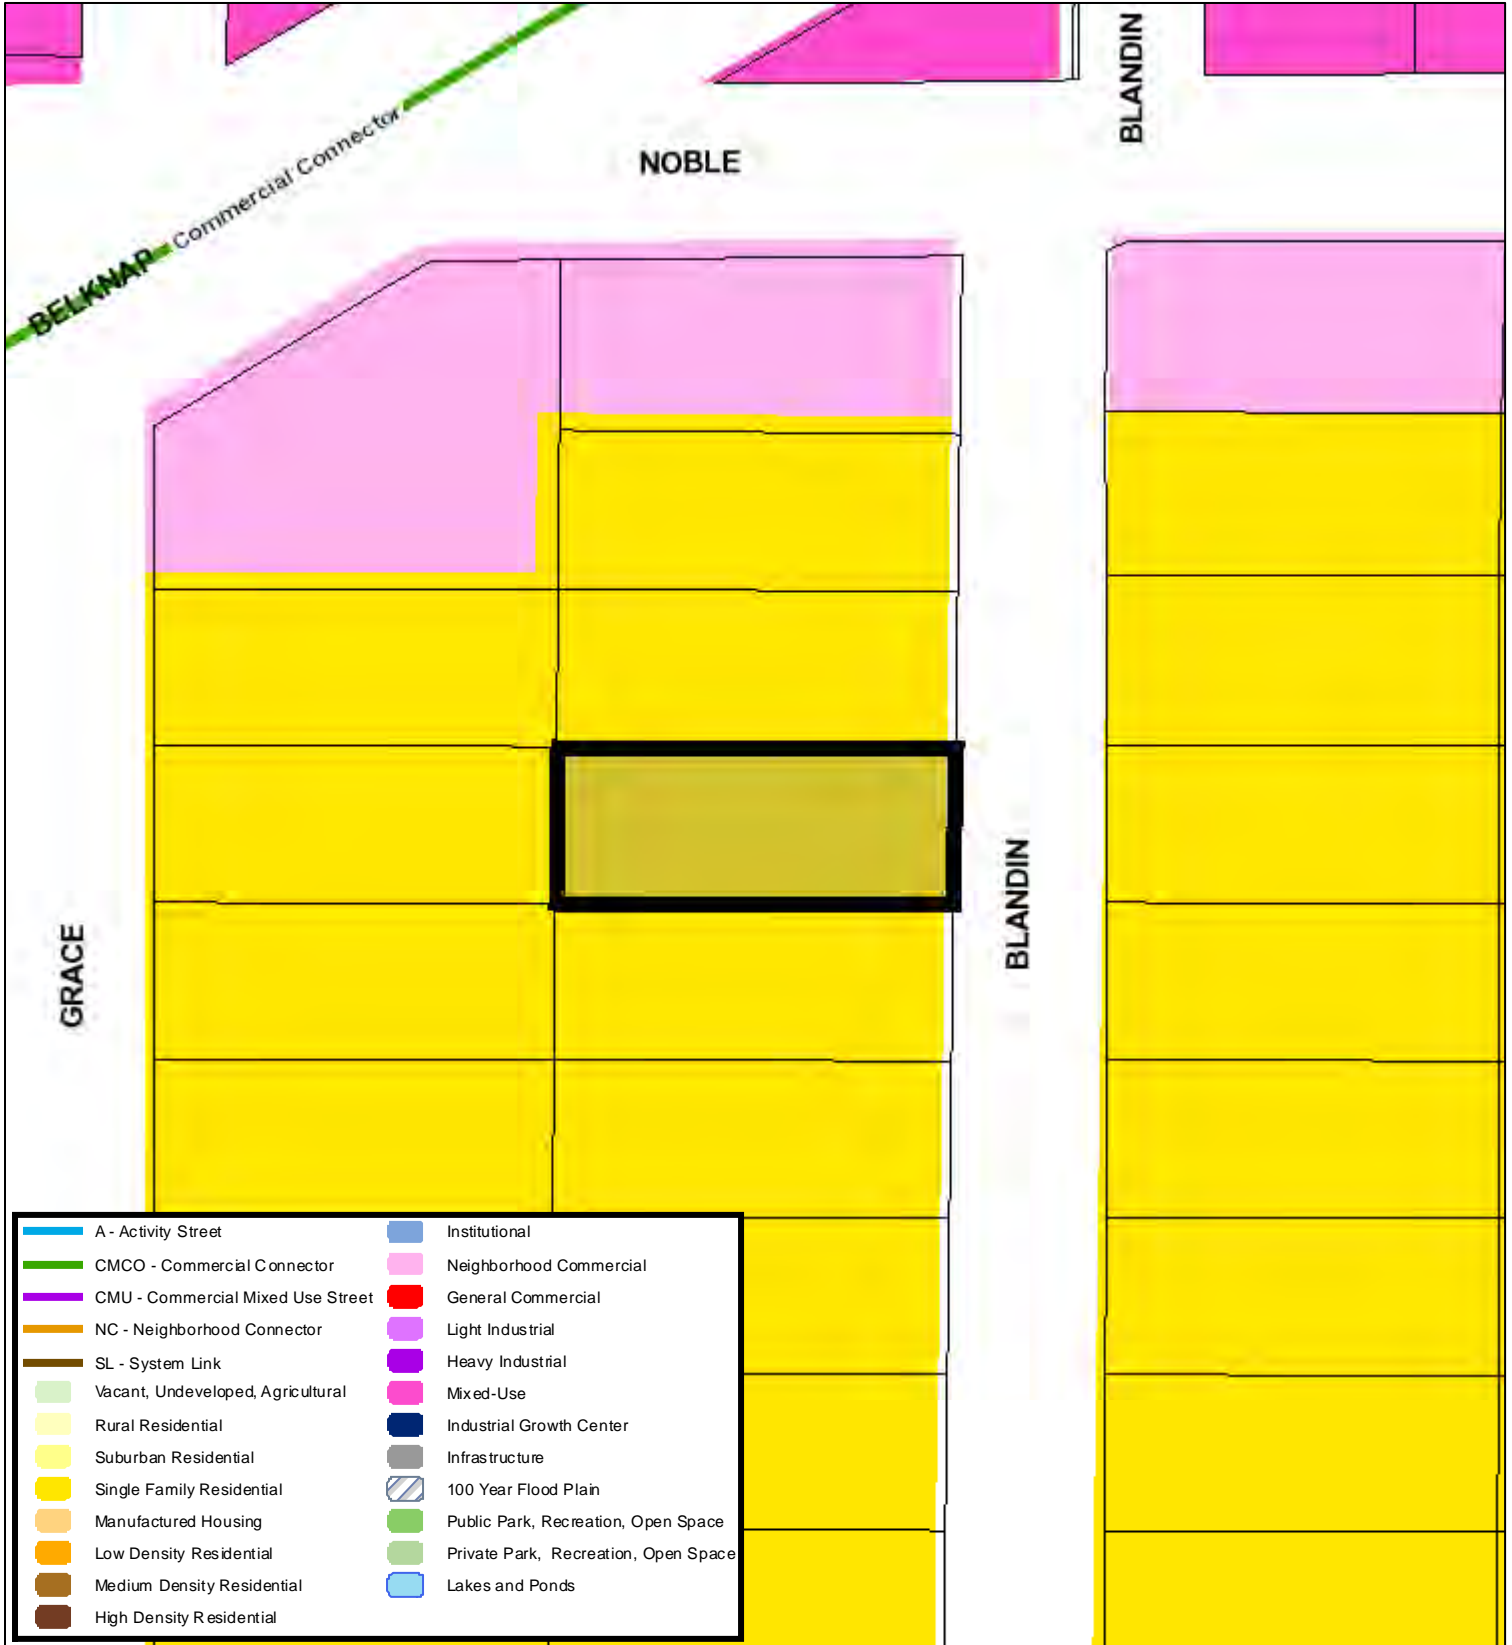 BLANDIN
NOBLE
BELKNAP
Commercial Connector
BLANDIN
GRACE
A - Activity Street
CMCO - Commercial Connector
CMU - Commercial Mixed Use Street
NC - Neighborhood Connector
SL - System Link
Vacant, Undeveloped, Agricultural
Rural Residential
Suburban Residential
Single Family Residential
Manufactured Housing
Low Density Residential
Medium Density Residential
High Density Residential
Institutional
Neighborhood Commercial
General Commercial
Light Industrial
Heavy Industrial
Mixed-Use
Industrial Growth Center
Infrastructure
100 Year Flood Plain
Public Park, Recreation, Open Space
Private Park, Recreation, Open Space
Lakes and Ponds